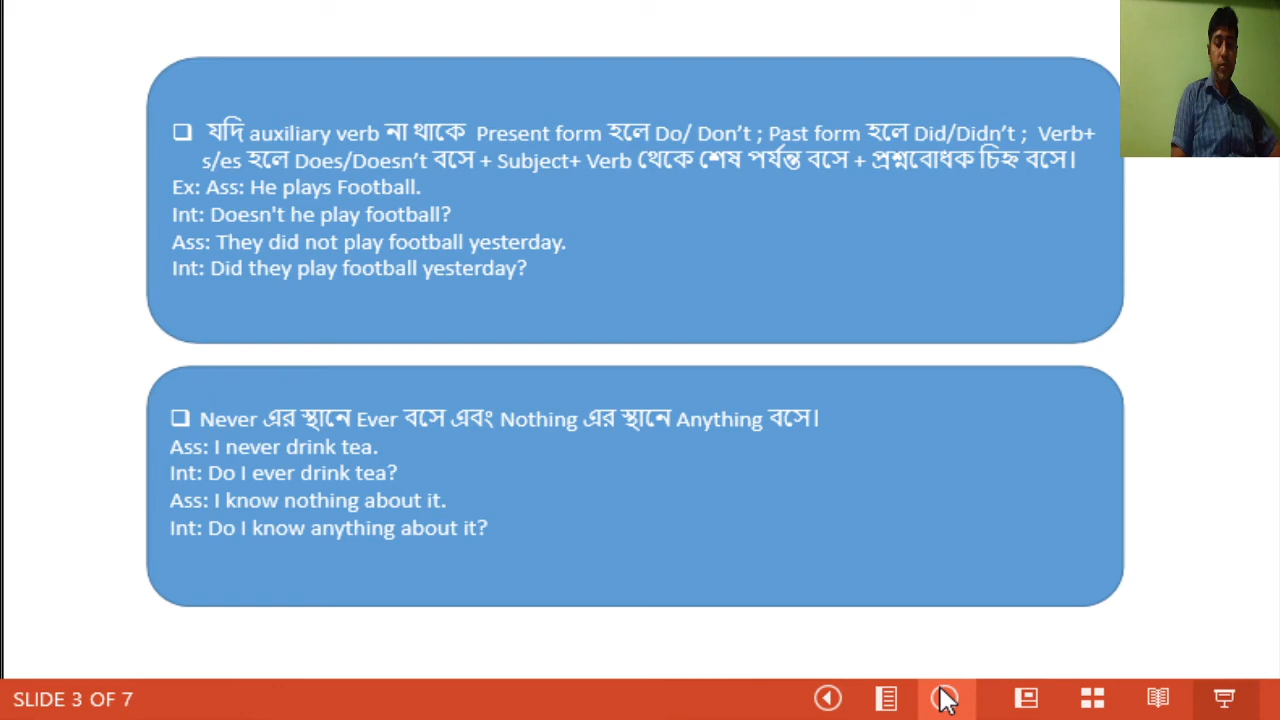 ❑ যদি auxiliary verb না থাকে Present form হলে Do/ Don’t ; Past form হলে Did/Didn’t ; Verb+
s/es হলে Does/Doesn’t বসে + Subject+ Verb থেকে শেষ পর্যন্ত বসে + প্রশ্নবোধক চিহ্ন বসে।
Ex: Ass: He plays Football.
Int: Doesn't he play football?
Ass: They did not play football yesterday.
Int: Did they play football yesterday?
❑ Never এর স্থানে Ever বসে এবং Nothing এর স্থানে Anything বসে।
Ass: I never drink tea.
Int: Do I ever drink tea?
Ass: I know nothing about it.
Int: Do I know anything about it?
SLIDE 3 OF 7